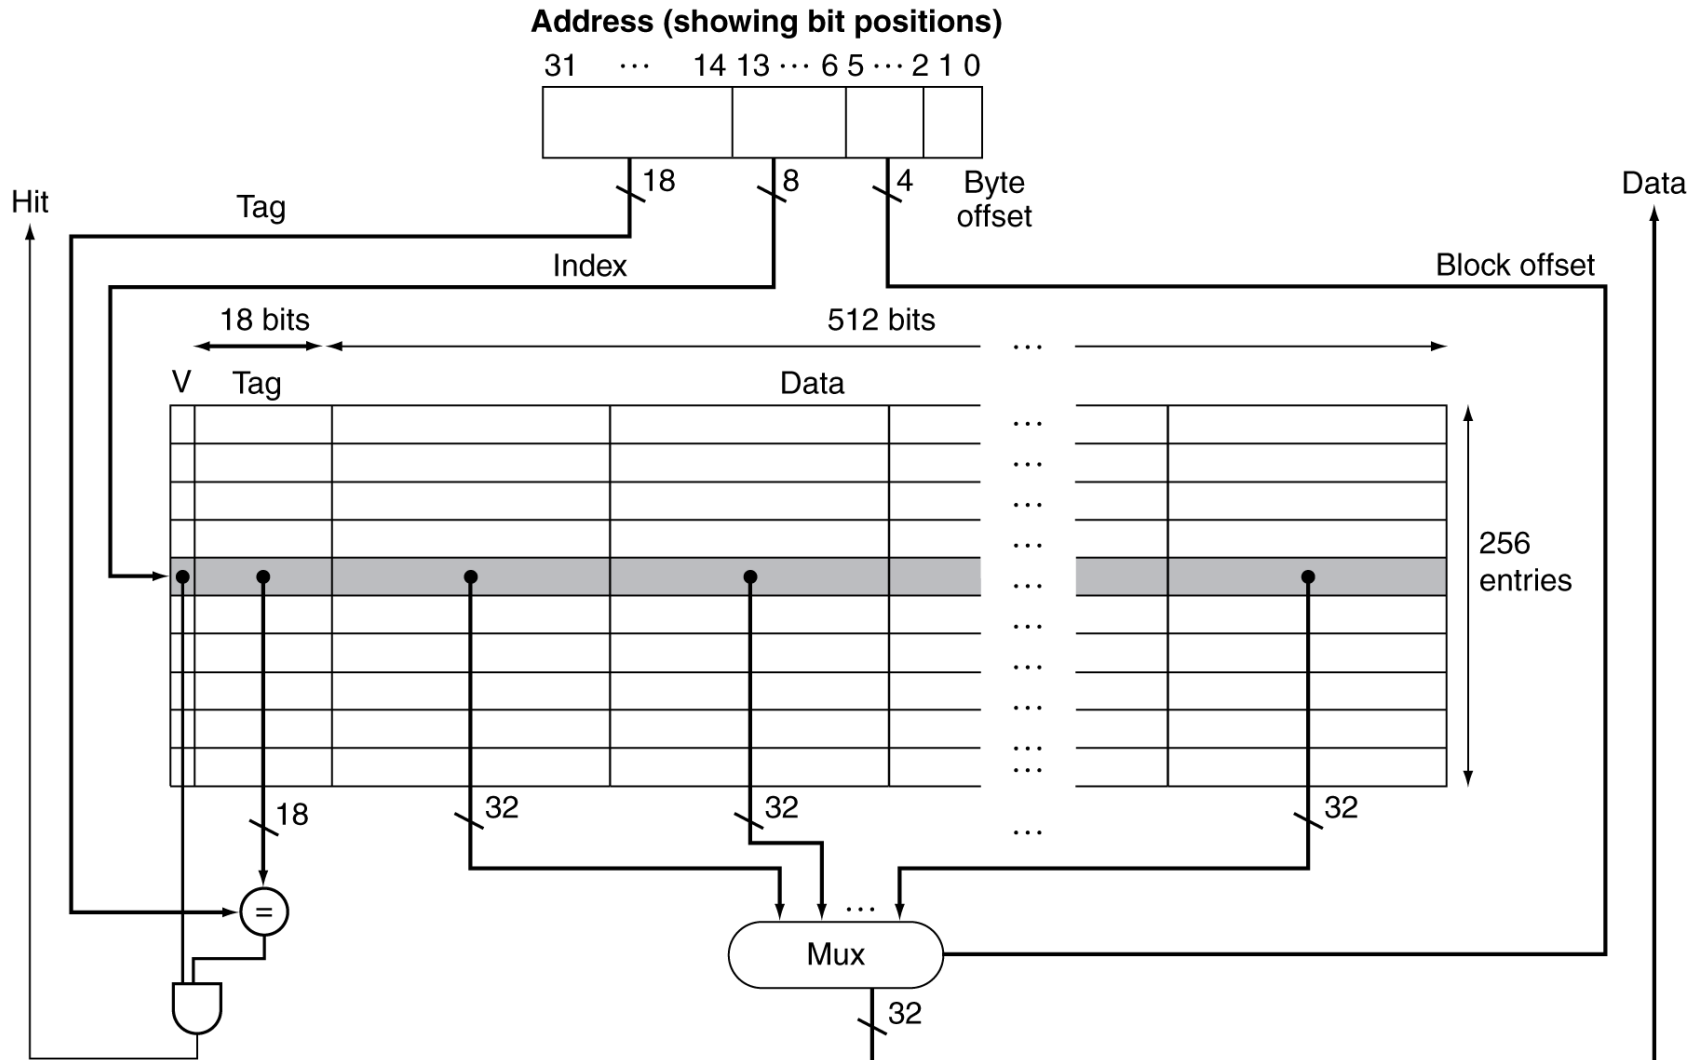 Address (showing bit positions)
31 ... 14 13 ... 6 5 ... 2 1 0
18 8 4 Byte
offset
Hit
Tag
Data
Index
Block offset
18 bits
512 bits
...
V Tag Data
...
...
...
...
...
...
...
...
...
...
256
entries
18
32
32
...
32
=
...
Mux
32